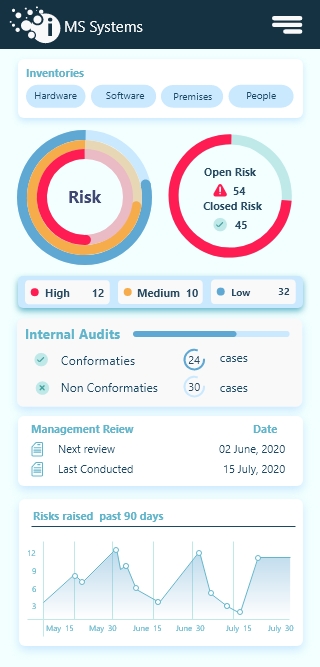 i MS Systems
Inventories
Hardware Software Premises People
Risk
Open Risk
54
Closed Risk
45
High 12 Medium 10 Low 32
Internal Audits
Conformaties 24 cases
Non Conformaties 30 cases
Management Reiew Date
Next review 02 June, 2020
Last Conducted 15 July, 2020
Risks raised past 90 days
12
9
6
3
May 15 May 30 June 15 June 30 July 15 July 30